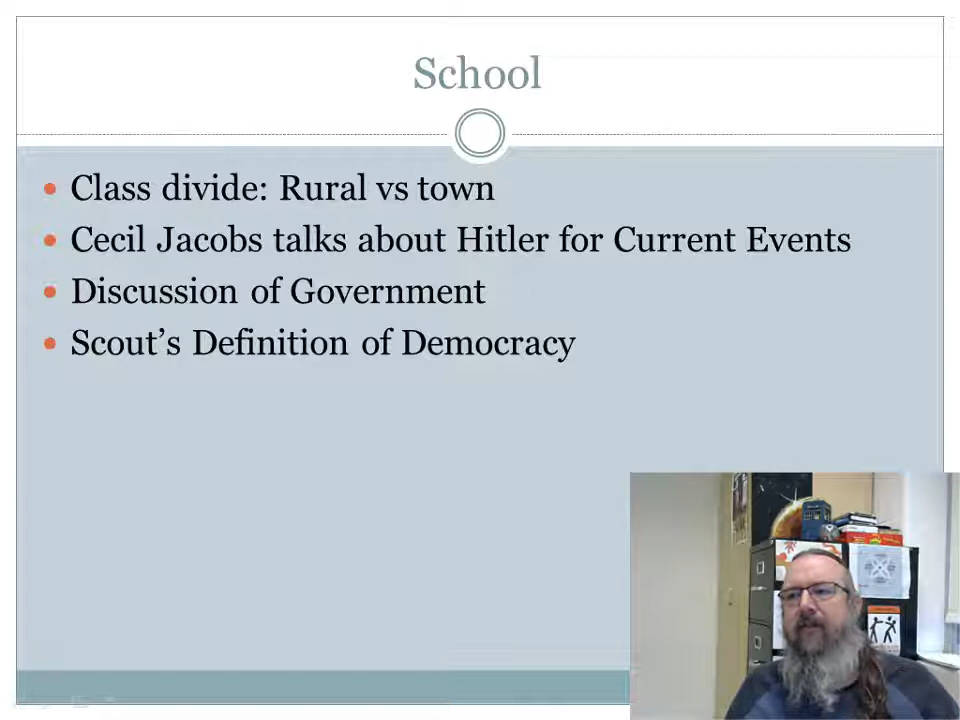 School
Class divide: Rural vs town
Cecil Jacobs talks about Hitler for Current Events
Discussion of Government
Scout’s Definition of Democracy